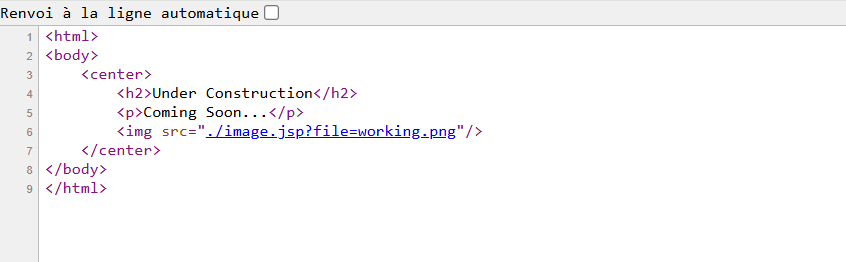 Renvoi à la ligne automatique
1 <html>
2 <body>
3     <center>
4         <h2>Under Construction</h2>
5         <p>Coming Soon...</p>
6         <img src="./image.jsp?file=working.png"/>
7     </center>
8 </body>
9 </html>